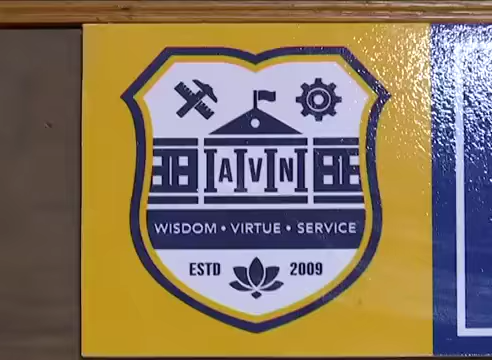 AVN
WISDOM • VIRTUE • SERVICE
ESTD 2009